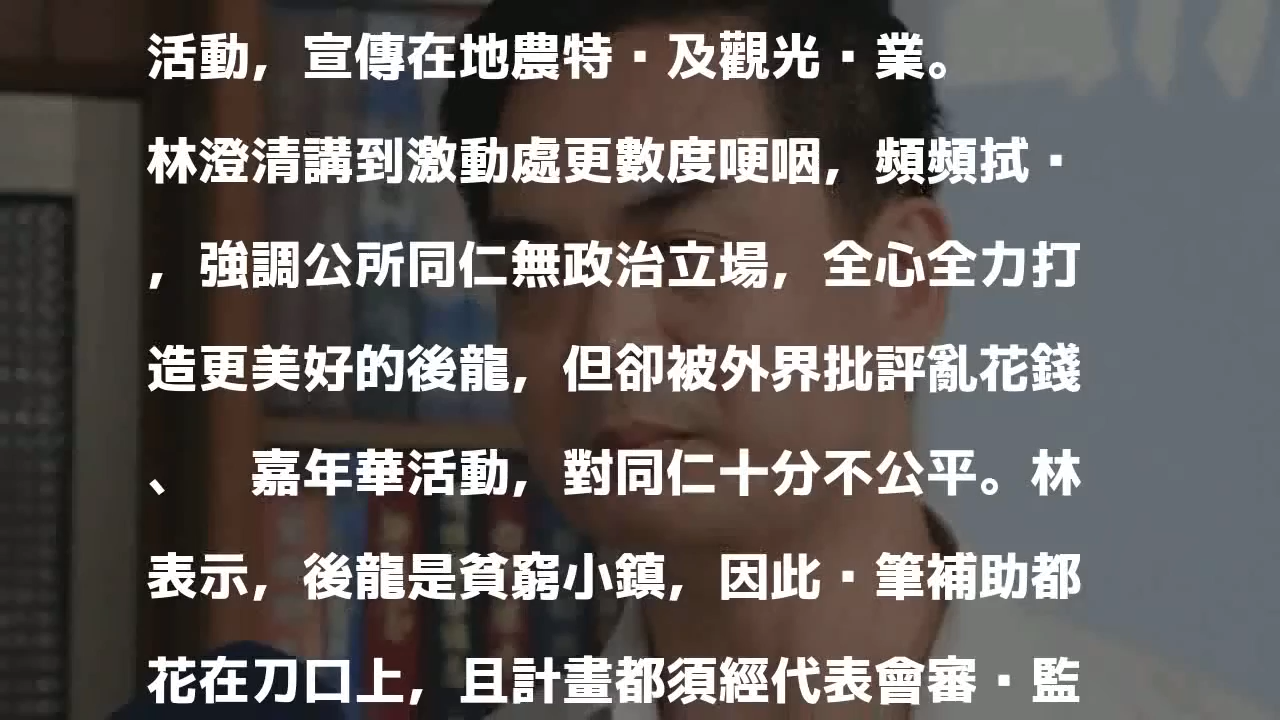 活動，宣傳在地農特·及觀光·業。
林澄清講到激動處更數度哽咽，頻頻拭·
，強調公所同仁無政治立場，全心全力打
造更美好的後龍，但卻被外界批評亂花錢
、　嘉年華活動，對同仁十分不公平。林
表示，後龍是貧窮小鎮，因此·筆補助都
花在刀口上，且計畫都須經代表會審·監